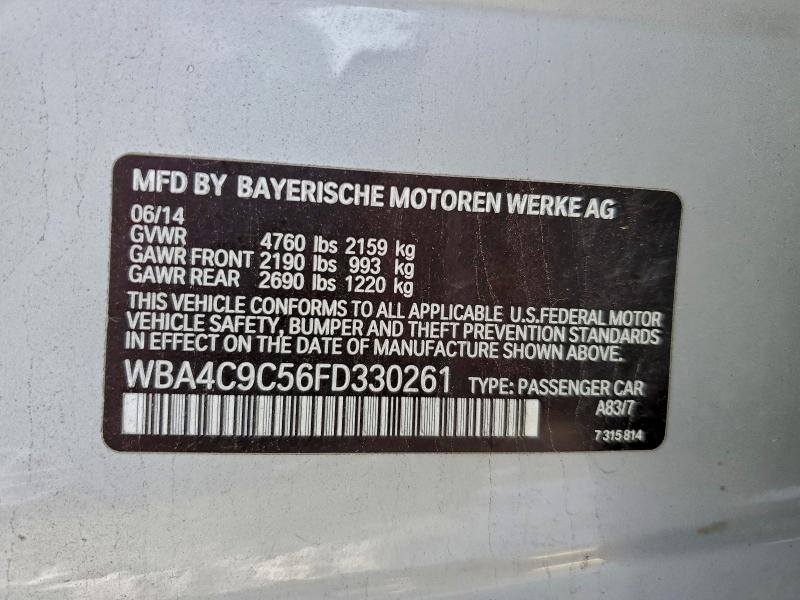 MFD BY BAYERISCHE MOTOREN WERKE AG
06/14
GVWR 4760 lbs 2159 kg
GAWR FRONT 2190 lbs 993 kg
GAWR REAR 2690 lbs 1220 kg
THIS VEHICLE CONFORMS TO ALL APPLICABLE U.S.FEDERAL MOTOR
VEHICLE SAFETY, BUMPER AND THEFT PREVENTION STANDARDS
IN EFFECT ON THE DATE OF MANUFACTURE SHOWN ABOVE.
WBA4C9C56FD330261 TYPE: PASSENGER CAR
A83/7
7 315 814